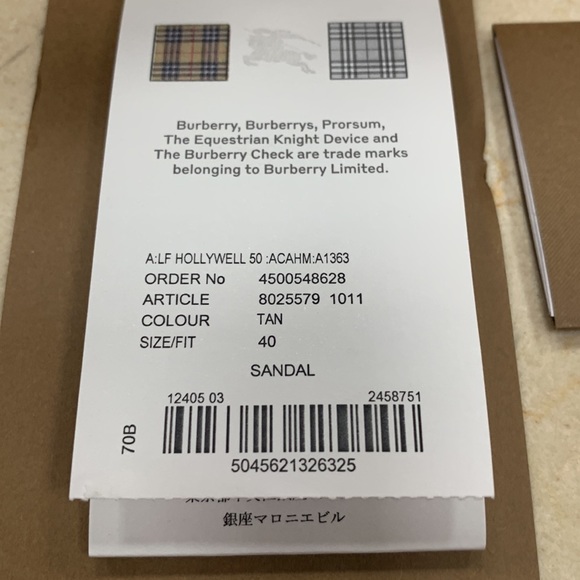 Burberry, Burberrys, Prorsum,
The Equestrian Knight Device and
The Burberry Check are trade marks
belonging to Burberry Limited.
A:LF HOLLYWELL 50 :ACAHM:A1363
ORDER No 4500548628
ARTICLE 8025579 1011
COLOUR TAN
SIZE/FIT 40
SANDAL
12405 03 2458751
70B
5045621326325
銀座マロニエビル